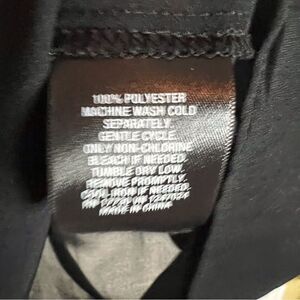 100% POLYESTER
MACHINE WASH COLD
SEPARATELY
GENTLE CYCLE
ONLY NON-CHLORINE
BLEACH IF NEEDED.
TUMBLE DRY LOW.
REMOVE PROMPTLY.
COOL IRON IF NEEDED.
RN
MADE IN CHINA